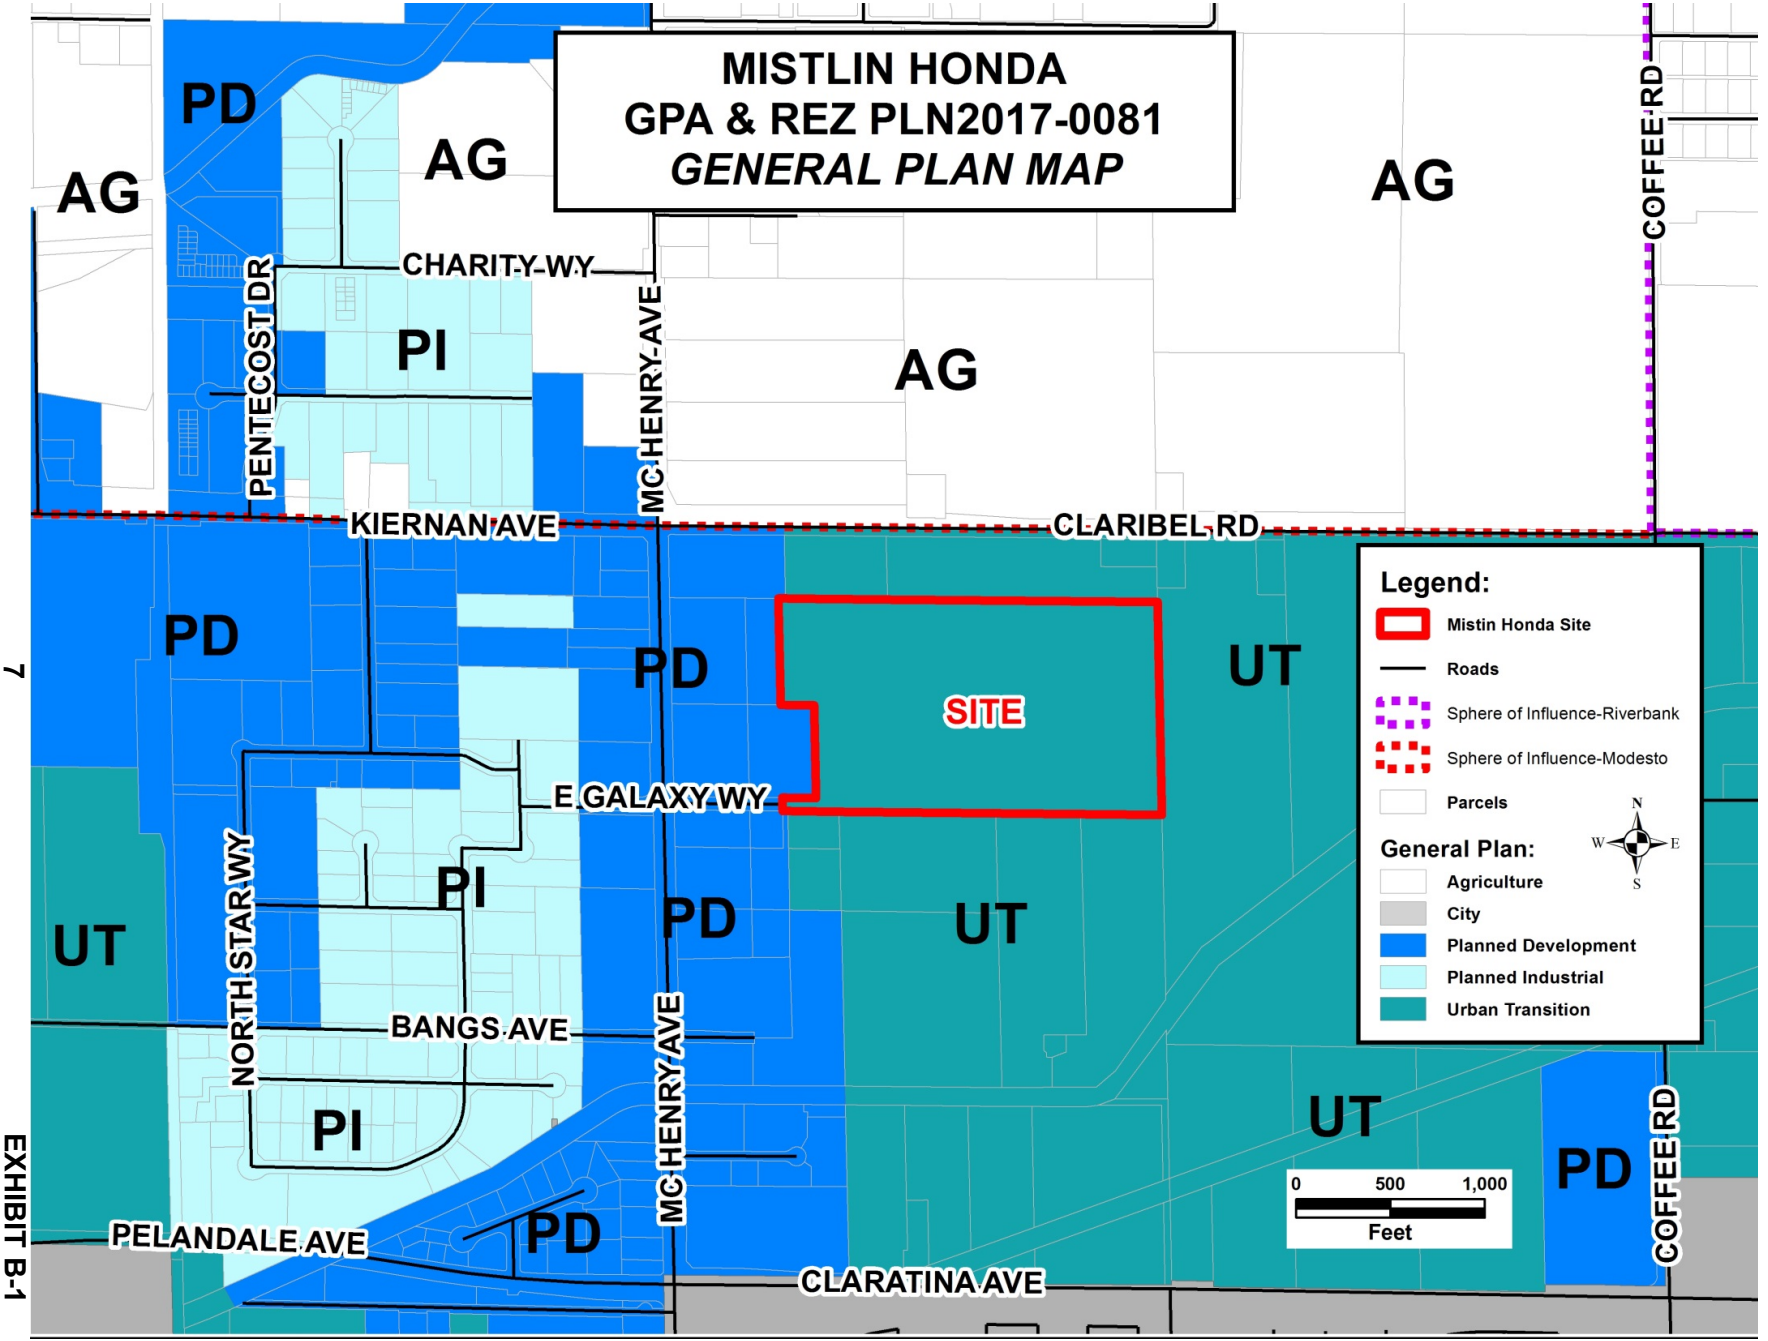 MISTLIN HONDA
GPA & REZ PLN2017-0081
GENERAL PLAN MAP
PD
AG
AG
AG
COFFEE RD
CHARITY WY
PENTECOST DR
PI
MC HENRY AVE
AG
KIERNAN AVE
CLARIBEL RD
PD
PD
SITE
UT
E GALAXY WY
NORTH STAR WY
PI
UT
PD
UT
BANGS AVE
MC HENRY AVE
PI
UT
PD
COFFEE RD
PELANDALE AVE
PD
CLARATINA AVE
Legend:
Mistin Honda Site
Roads
Sphere of Influence-Riverbank
Sphere of Influence-Modesto
Parcels
N
W E
S
General Plan:
Agriculture
City
Planned Development
Planned Industrial
Urban Transition
0 500 1,000
Feet
7
EXHIBIT B-1